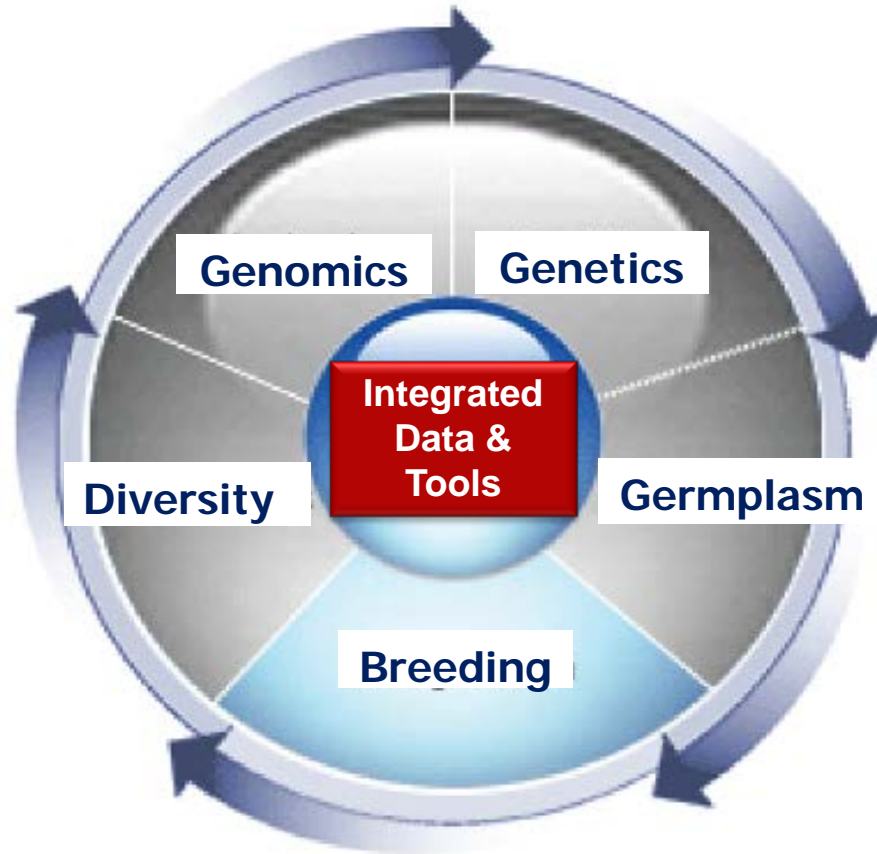 Genomics
Genetics
Integrated
Data &
Tools
Diversity
Germplasm
Breeding